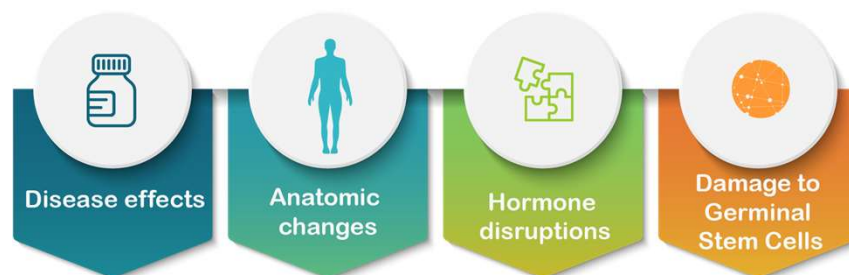 Disease effects
Anatomic
changes
Hormone
disruptions
Damage to
Germinal
Stem Cells